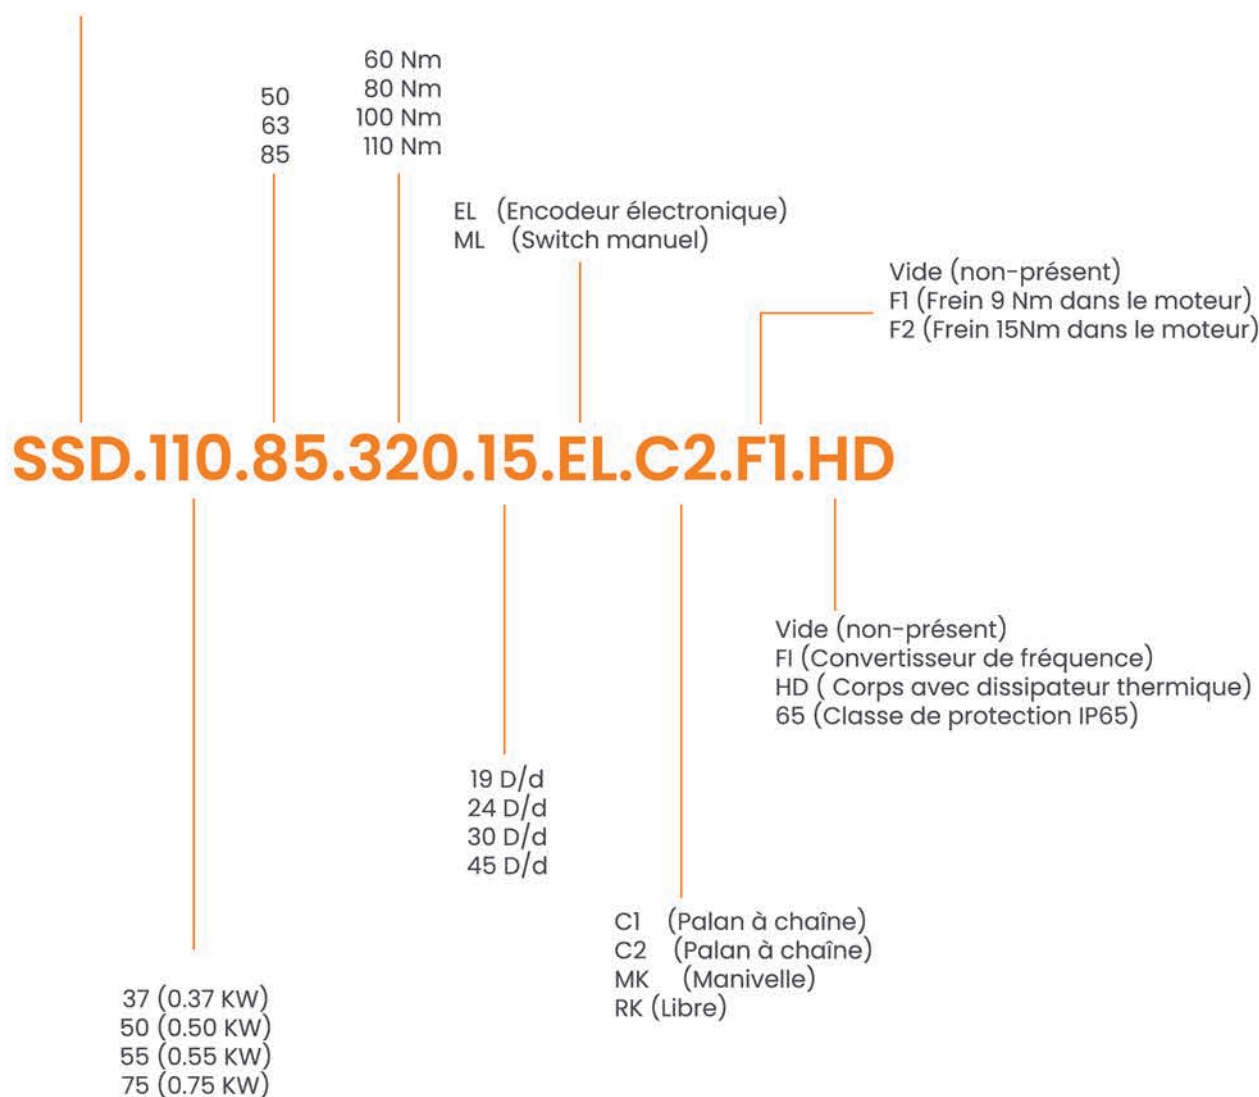 60 Nm
80 Nm
100 Nm
110 Nm
50
63
85
EL (Encodeur électronique)
ML (Switch manuel)
Vide (non-présent)
F1 (Frein 9 Nm dans le moteur)
F2 (Frein 15Nm dans le moteur)
SSD.110.85.320.15.EL.C2.F1.HD
Vide (non-présent)
FI (Convertisseur de fréquence)
HD ( Corps avec dissipateur thermique)
65 (Classe de protection IP65)
19 D/d
24 D/d
30 D/d
45 D/d
C1 (Palan à chaîne)
C2 (Palan à chaîne)
MK (Manivelle)
RK (Libre)
37 (0.37 KW)
50 (0.50 KW)
55 (0.55 KW)
75 (0.75 KW)